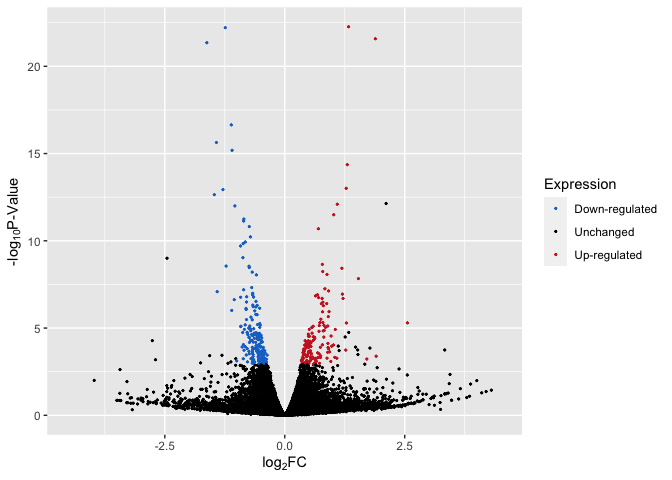 20
15
10
5
0
-log10P-Value
-2.5
0.0
2.5
log2FC
Expression
Down-regulated
Unchanged
Up-regulated